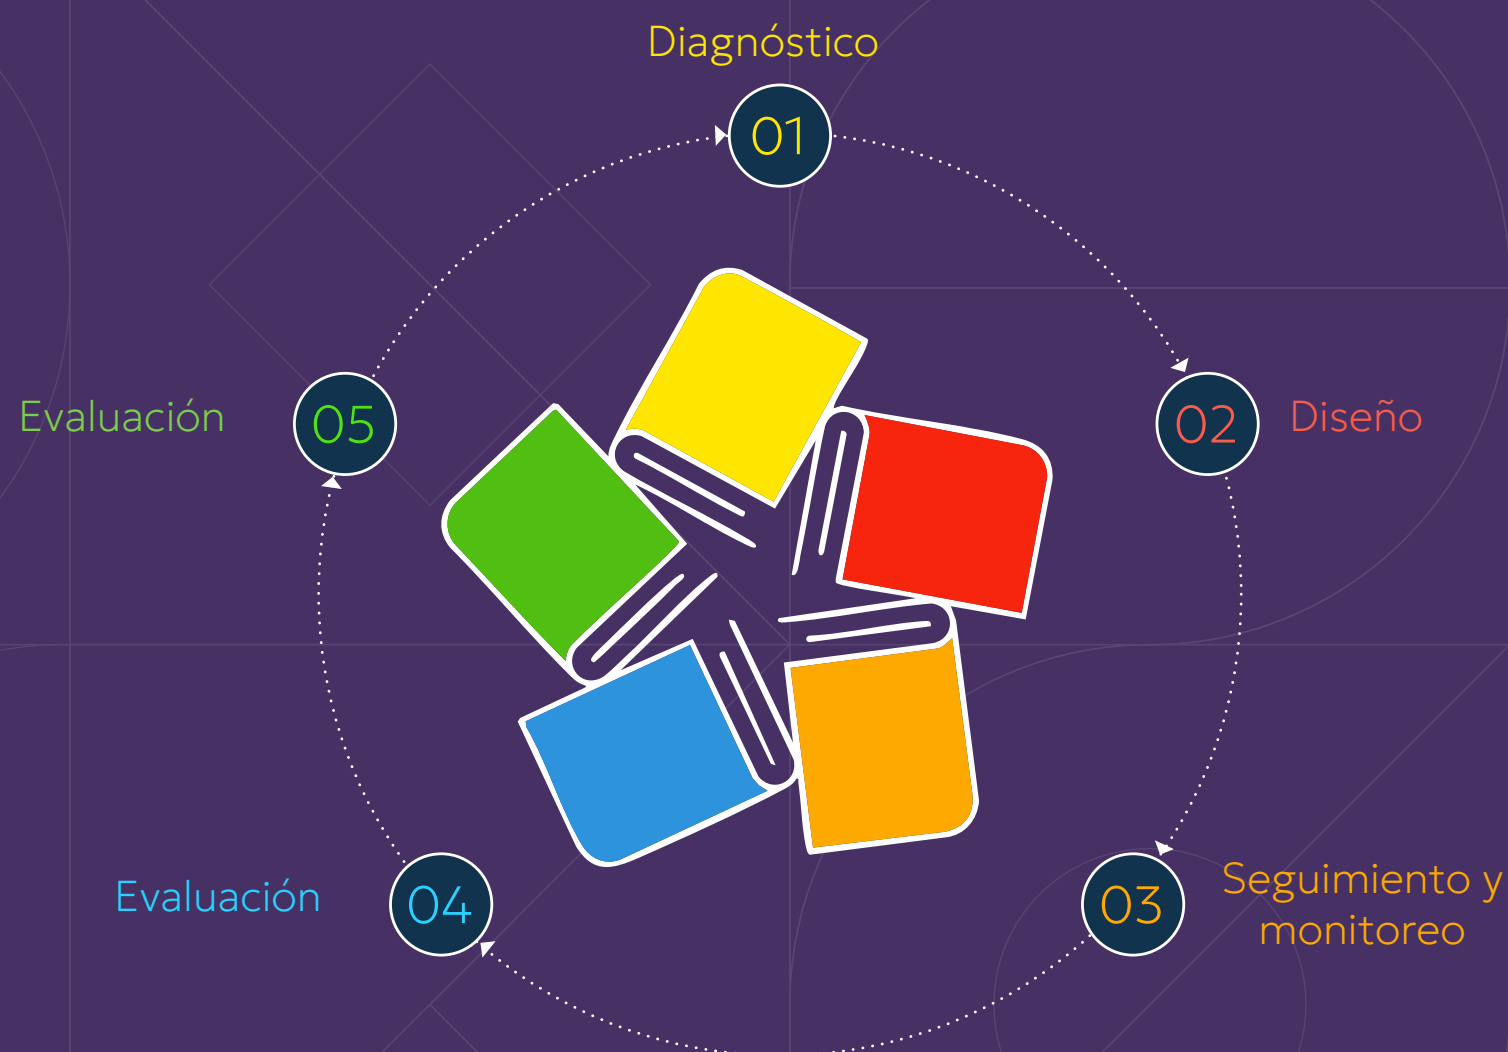 Diagnóstico
01
Evaluación
05
02
Diseño
Evaluación
04
03
Seguimiento y
monitoreo